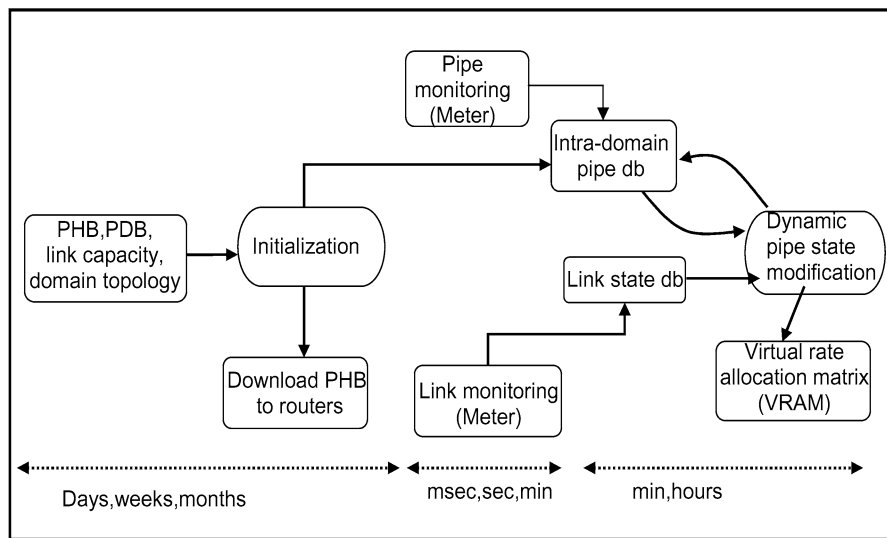 Pipe
monitoring
(Meter)
Intra-domain
pipe db
PHB,PDB,
link capacity,
domain topology
Initialization
Dynamic
pipe state
modification
Link state db
Download PHB
to routers
Link monitoring
(Meter)
Virtual rate
allocation matrix
(VRAM)
Days,weeks,months
msec,sec,min
min,hours